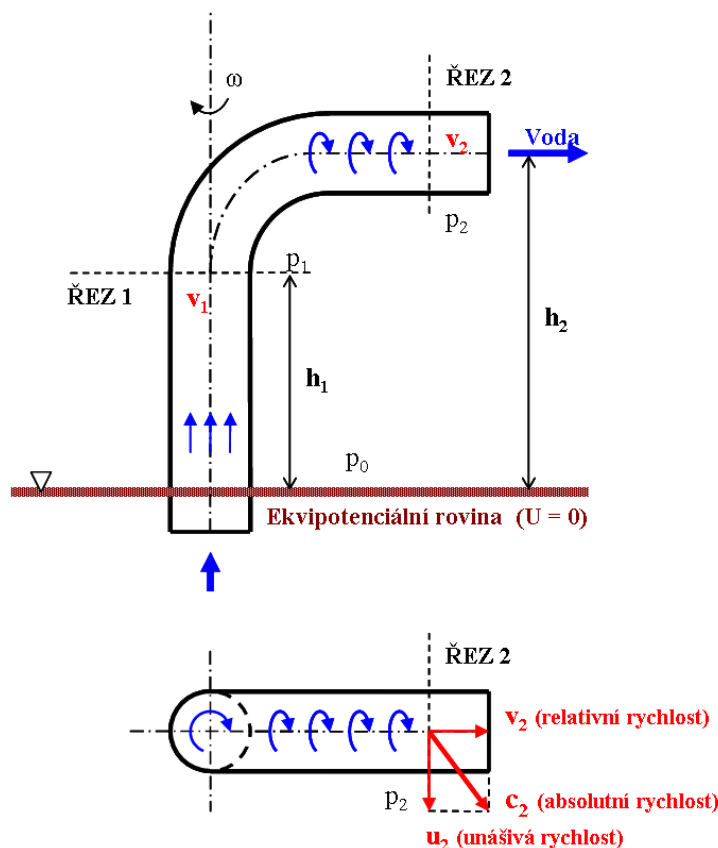 ω
ŘEZ 2
v₂
Voda
p₂
p₁
ŘEZ 1
v₁
h₂
h₁
p₀
Ekvipotenciální rovina (U = 0)
ŘEZ 2
v₂ (relativní rychlost)
p₂
c₂ (absolutní rychlost)
u₂ (unášivá rychlost)